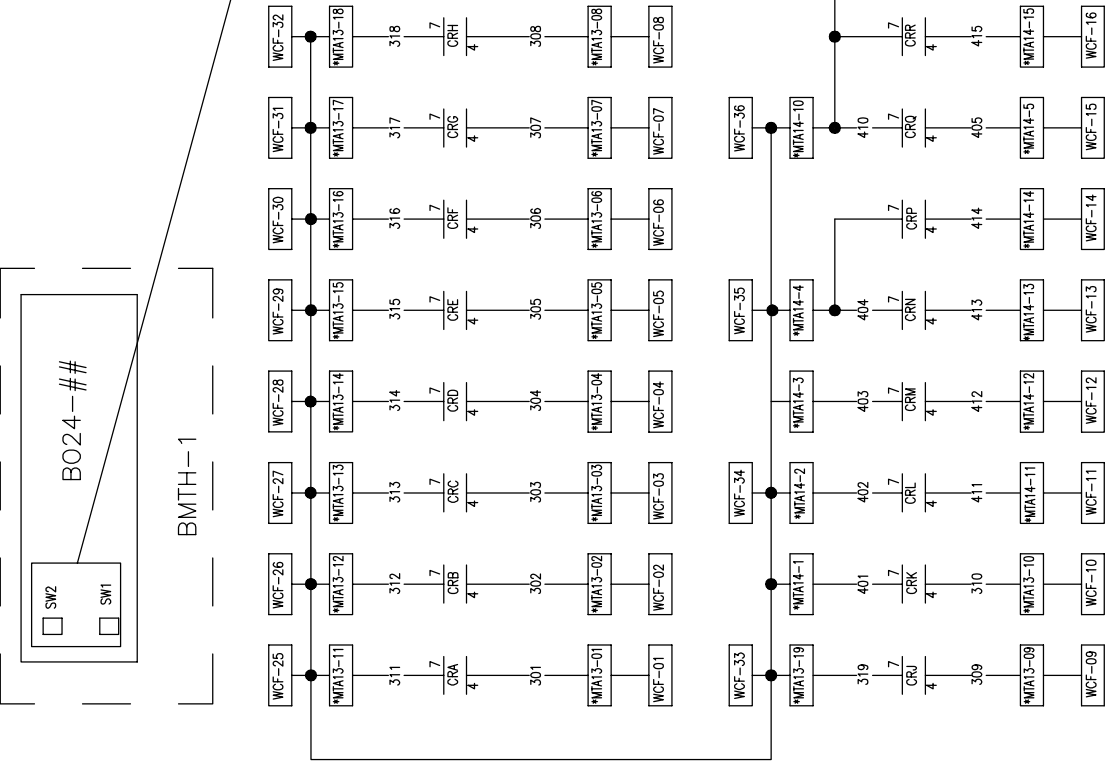 WCF-32
*MTA13-18
318
7
CRH
4
308
*MTA13-08
WCF-08
WCF-31
*MTA13-17
317
7
CRG
4
307
*MTA13-07
WCF-07
WCF-30
*MTA13-16
316
7
CRF
4
306
*MTA13-06
WCF-06
WCF-29
*MTA13-15
315
7
CRE
4
305
*MTA13-05
WCF-05
WCF-28
*MTA13-14
314
7
CRD
4
304
*MTA13-04
WCF-04
WCF-27
*MTA13-13
313
7
CRC
4
303
*MTA13-03
WCF-03
WCF-26
*MTA13-12
312
7
CRB
4
302
*MTA13-02
WCF-02
WCF-25
*MTA13-11
311
7
CRA
4
301
*MTA13-01
WCF-01
7
CRR
4
415
*MTA14-15
WCF-16
WCF-36
*MTA14-10
410
7
CRQ
4
405
*MTA14-5
WCF-15
7
CRP
4
414
*MTA14-14
WCF-14
WCF-35
*MTA14-4
404
7
CRN
4
413
*MTA14-13
WCF-13
*MTA14-3
403
7
CRM
4
412
*MTA14-12
WCF-12
WCF-34
*MTA14-2
402
7
CRL
4
411
*MTA14-11
WCF-11
*MTA14-1
401
7
CRK
4
310
*MTA13-10
WCF-10
WCF-33
*MTA13-19
319
7
CRJ
4
309
*MTA13-09
WCF-09
SW2
SW1
B024-##
BMTH-1